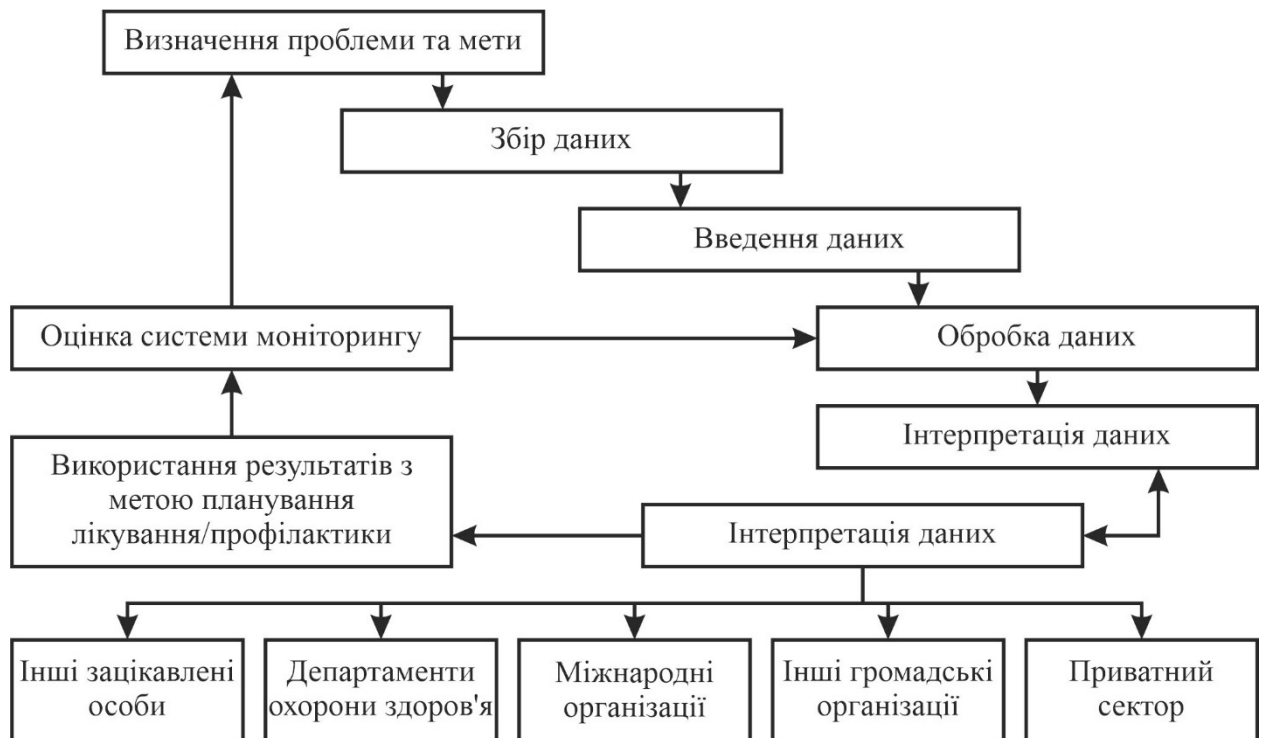 Визначення проблеми та мети
Збір даних
Введення даних
Оцінка системи моніторингу
Обробка даних
Інтерпретація даних
Використання результатів з
метою планування
лікування/профілактики
Інтерпретація даних
Інші зацікавлені
особи
Департаменти
охорони здоров'я
Міжнародні
організації
Інші громадські
організації
Приватний
сектор